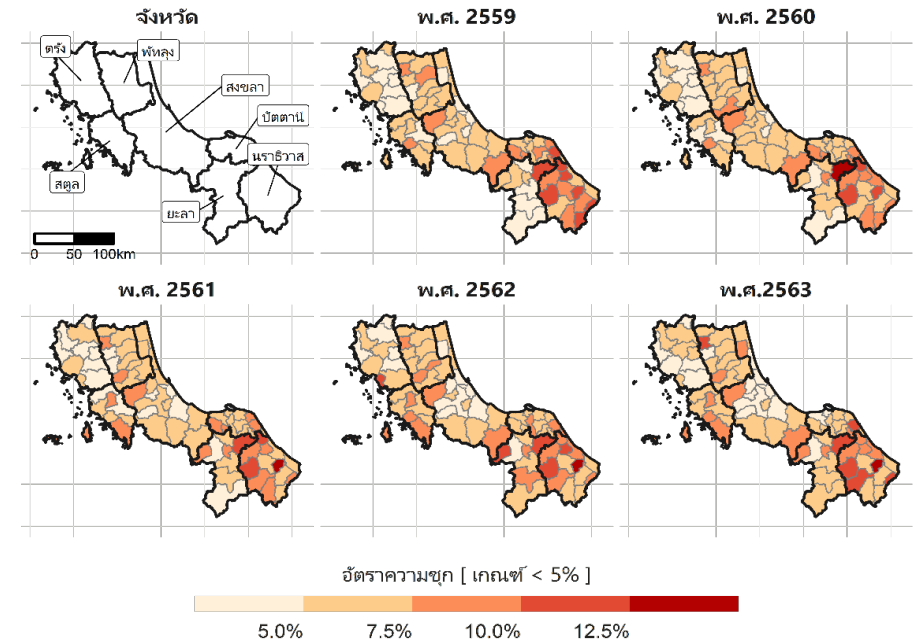 จังหวัด
พ.ศ. 2559
พ.ศ. 2560
ตรัง
พัทลุง
สงขลา
ปัตตานี
นราธิวาส
สตูล
ยะลา
0 50 100km
พ.ศ. 2561
พ.ศ. 2562
พ.ศ.2563
อัตราความชุก [ เกณฑ์ < 5% ]
5.0% 7.5% 10.0% 12.5%